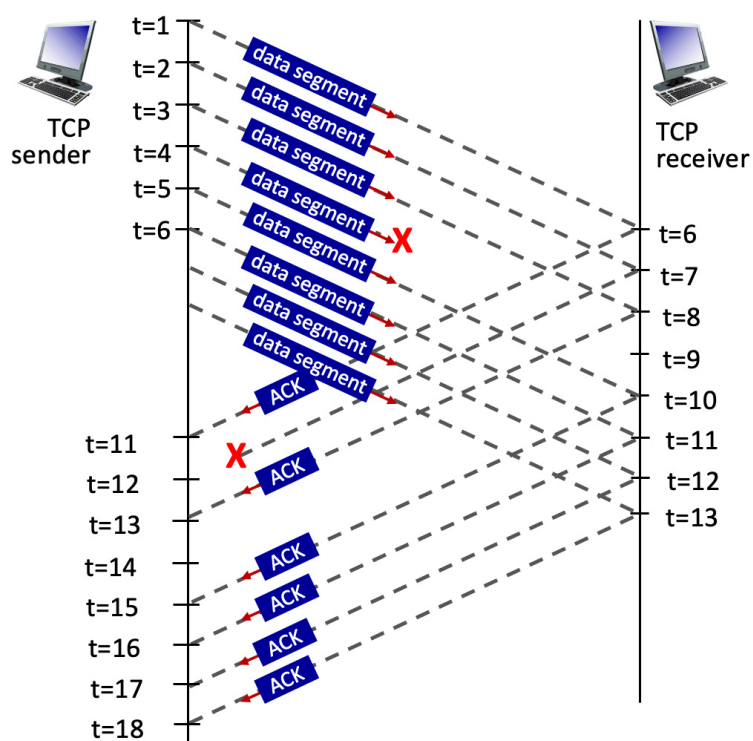 t=1
t=2
t=3
t=4
t=5
t=6
TCP
sender
data segment
data segment
data segment
data segment
data segment
data segment
data segment
data segment
X
TCP
receiver
t=6
t=7
t=8
t=9
t=10
t=11
t=12
t=13
ACK
X
ACK
ACK
ACK
ACK
ACK
t=11
t=12
t=13
t=14
t=15
t=16
t=17
t=18